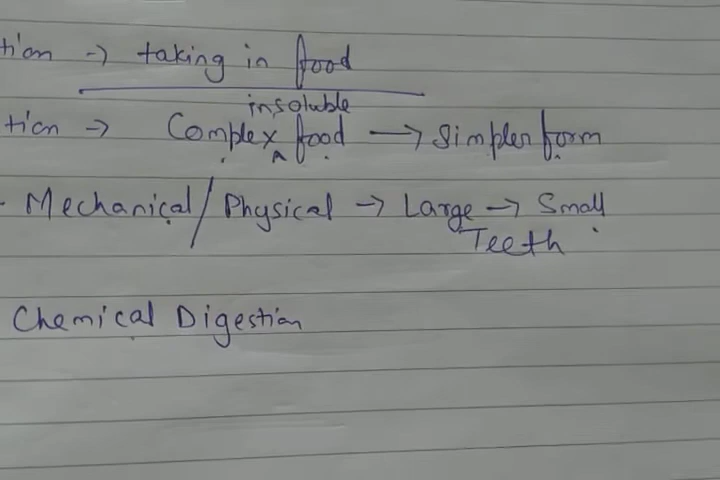 tion → taking in food
insoluble
tion → Complex ^ food → Simpler form
Mechanical/Physical → Large → Small
Teeth
Chemical Digestion